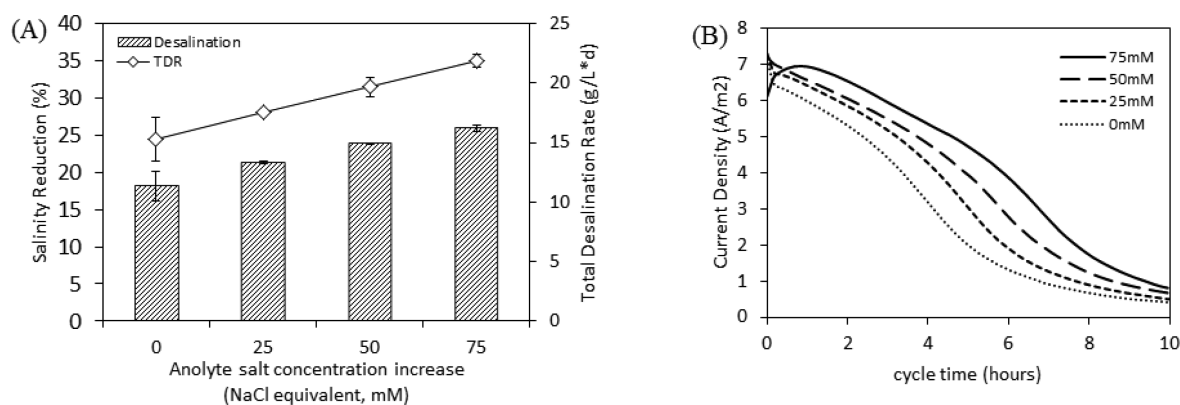 (A)
Salinity Reduction (%)
40
35
30
25
20
15
10
5
0
Desalination
TDR
25
20
15
10
5
0
Total Desalination Rate (g/L*d)
0 25 50 75
Anolyte salt concentration increase
(NaCl equivalent, mM)
(B)
Current Density (A/m2)
8
7
6
5
4
3
2
1
0
75mM
50mM
25mM
0mM
0 2 4 6 8 10
cycle time (hours)